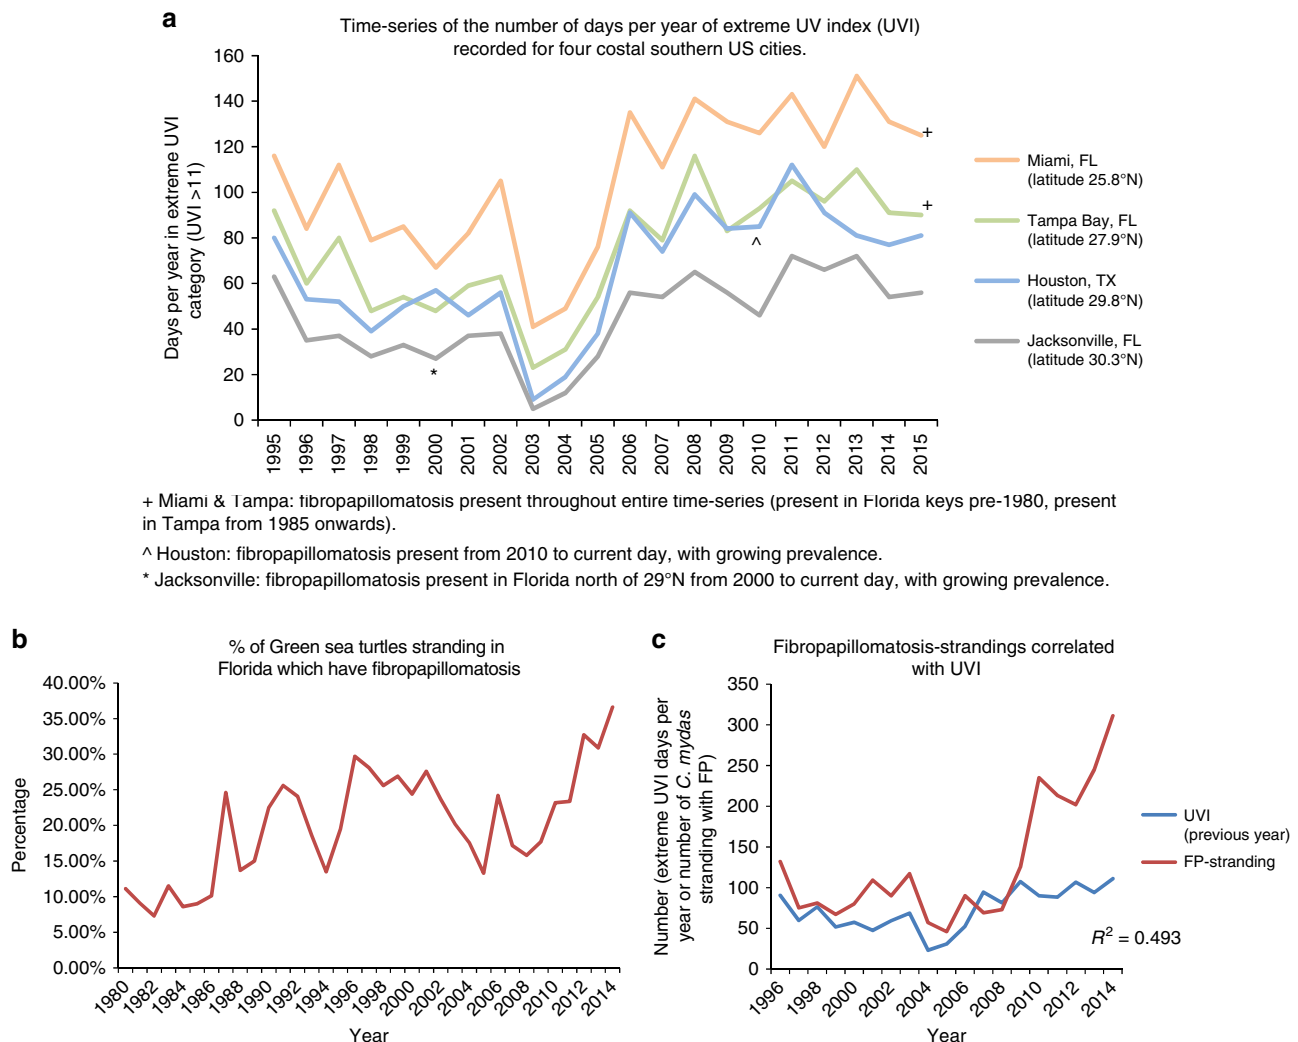 a
Time-series of the number of days per year of extreme UV index (UVI)
recorded for four costal southern US cities.
Days per year in extreme UVI
category (UVI >11)
160
140
120
100
80
60
40
20
0
1995
1996
1997
1998
1999
2000
2001
2002
2003
2004
2005
2006
2007
2008
2009
2010
2011
2012
2013
2014
2015
+
+
^
*
Miami, FL
(latitude 25.8°N)
Tampa Bay, FL
(latitude 27.9°N)
Houston, TX
(latitude 29.8°N)
Jacksonville, FL
(latitude 30.3°N)
+ Miami & Tampa: fibropapillomatosis present throughout entire time-series (present in Florida keys pre-1980, present
in Tampa from 1985 onwards).
^ Houston: fibropapillomatosis present from 2010 to current day, with growing prevalence.
* Jacksonville: fibropapillomatosis present in Florida north of 29°N from 2000 to current day, with growing prevalence.
b
% of Green sea turtles stranding in
Florida which have fibropapillomatosis
Percentage
40.00%
35.00%
30.00%
25.00%
20.00%
15.00%
10.00%
5.00%
0.00%
1980
1982
1984
1986
1988
1990
1992
1994
1996
1998
2000
2002
2004
2006
2008
2010
2012
2014
Year
c
Fibropapillomatosis-strandings correlated
with UVI
Number (extreme UVI days per
year or number of C. mydas
stranding with FP)
350
300
250
200
150
100
50
0
1996
1998
2000
2002
2004
2006
2008
2010
2012
2014
Year
UVI
(previous year)
FP-stranding
R² = 0.493